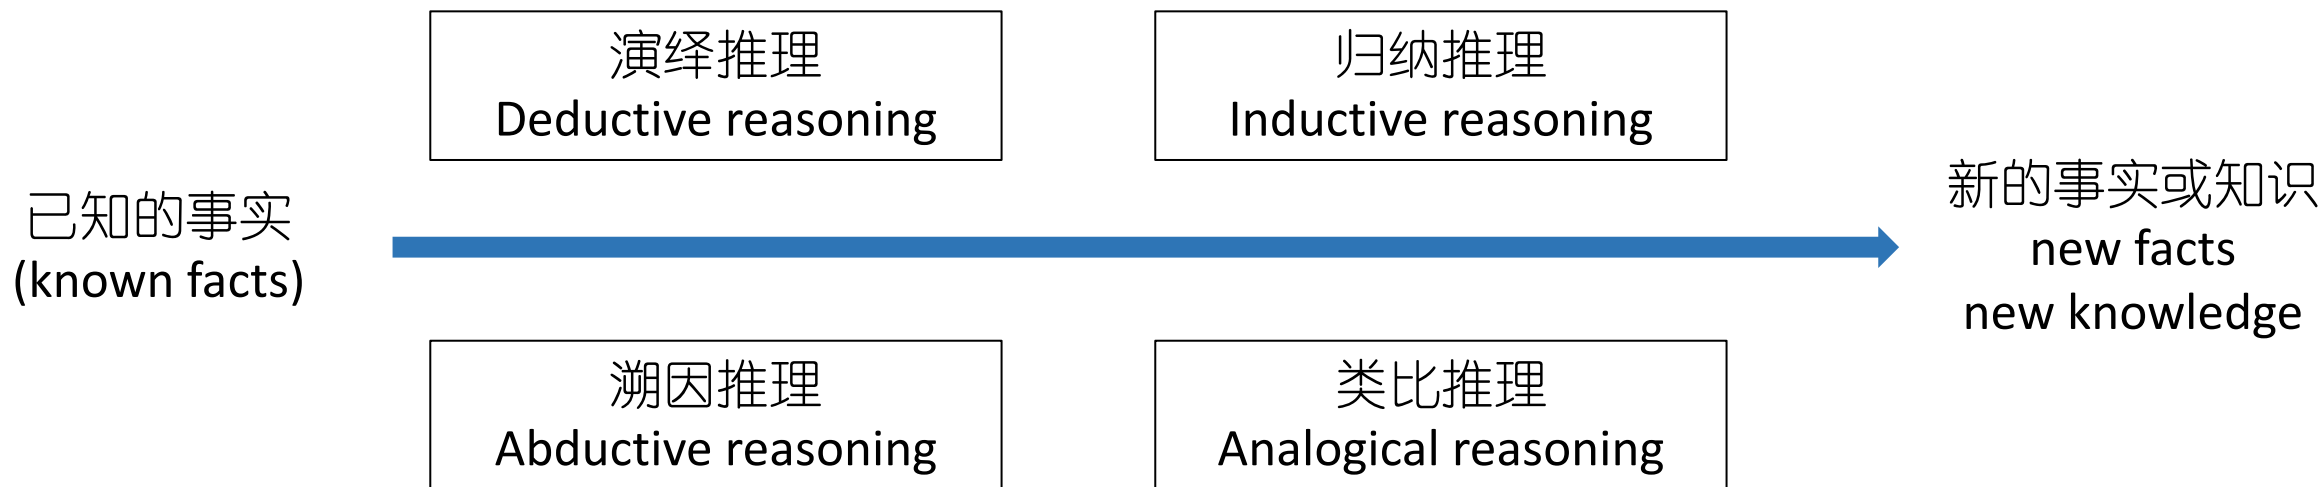 演绎推理
Deductive reasoning
归纳推理
Inductive reasoning
已知的事实
(known facts)
新的事实或知识
new facts
new knowledge
溯因推理
Abductive reasoning
类比推理
Analogical reasoning